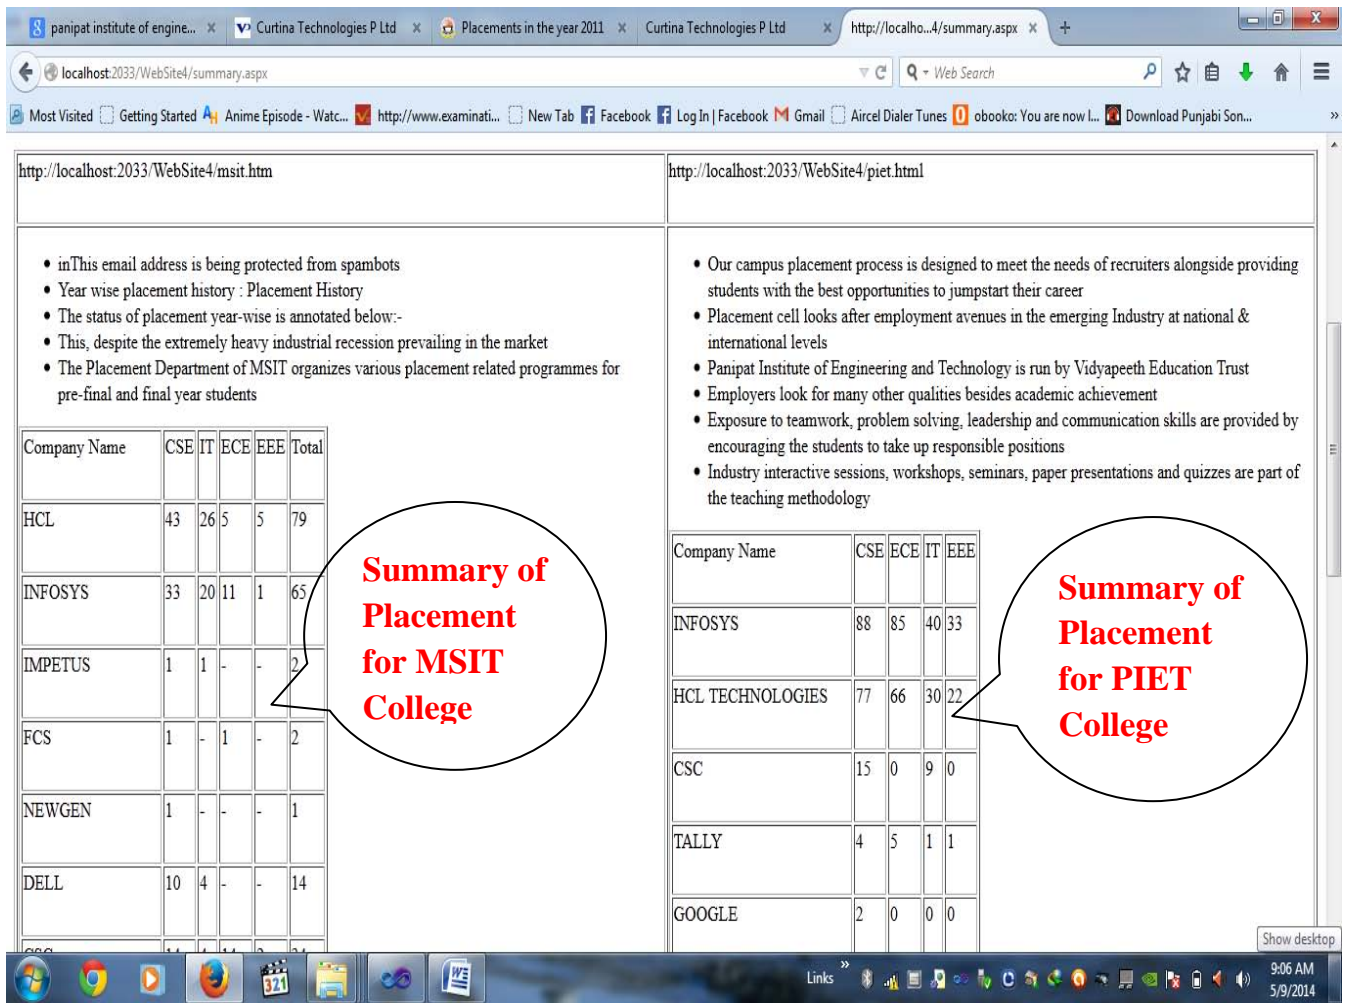 panipat institute of engine...
Curtina Technologies P Ltd
Placements in the year 2011
Curtina Technologies P Ltd
http://localho...4/summary.aspx
localhost:2033/WebSite4/summary.aspx
Web Search
Most Visited Getting Started Anime Episode - Watc... http://www.examinati... New Tab Facebook Log In | Facebook Gmail Aircel Dialer Tunes obooko: You are now I... Download Punjabi Son... »
http://localhost:2033/WebSite4/msit.htm
inThis email address is being protected from spambots
Year wise placement history : Placement History
The status of placement year-wise is annotated below:-
This, despite the extremely heavy industrial recession prevailing in the market
The Placement Department of MSIT organizes various placement related programmes for
pre-final and final year students
Company Name CSE IT ECE EEE Total
HCL 43 26 5 5 79
INFOSYS 33 20 11 1 65
IMPETUS 1 1 - - 2
FCS 1 - 1 - 2
NEWGEN 1 - - - 1
DELL 10 4 - - 14
Summary of
Placement
for MSIT
College
http://localhost:2033/WebSite4/piet.html
Our campus placement process is designed to meet the needs of recruiters alongside providing
students with the best opportunities to jumpstart their career
Placement cell looks after employment avenues in the emerging Industry at national &
international levels
Panipat Institute of Engineering and Technology is run by Vidyapeeth Education Trust
Employers look for many other qualities besides academic achievement
Exposure to teamwork, problem solving, leadership and communication skills are provided by
encouraging the students to take up responsible positions
Industry interactive sessions, workshops, seminars, paper presentations and quizzes are part of
the teaching methodology
Company Name CSE ECE IT EEE
INFOSYS 88 85 40 33
HCL TECHNOLOGIES 77 66 30 22
CSC 15 0 9 0
TALLY 4 5 1 1
GOOGLE 2 0 0 0
Summary of
Placement
for PIET
College
Show desktop
321
Links »
9:06 AM
5/9/2014